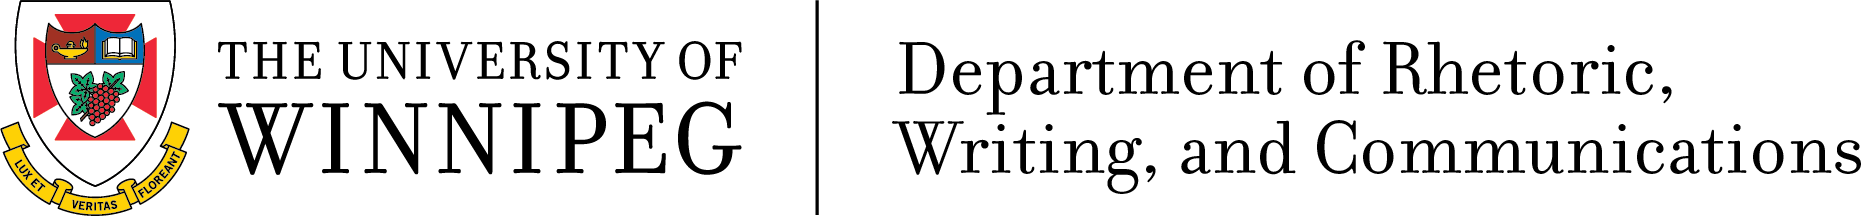 LUX ET
VERITAS
FLOREANT
THE UNIVERSITY OF
WINNIPEG
Department of Rhetoric,
Writing, and Communications